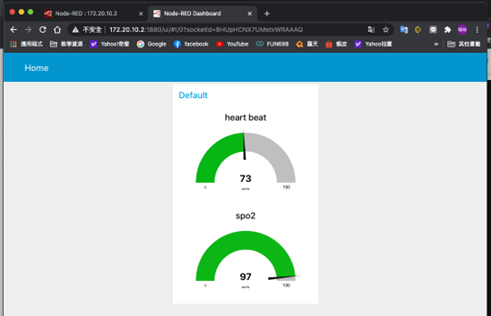 Node-RED : 172.20.10.2
Node-RED Dashboard
不安全 | 172.20.10.2:1880/ui/#!/0?socketid=8HUpHCNX7UMetxWRAAAQ
應用程式
教學資源
Yahoo!奇摩
Google
facebook
YouTube
FUN698
露天
蝦皮
Yahoo拍賣
其他書籤
Home
Default
heart beat
73
units
0
spo2
97
units
0
100